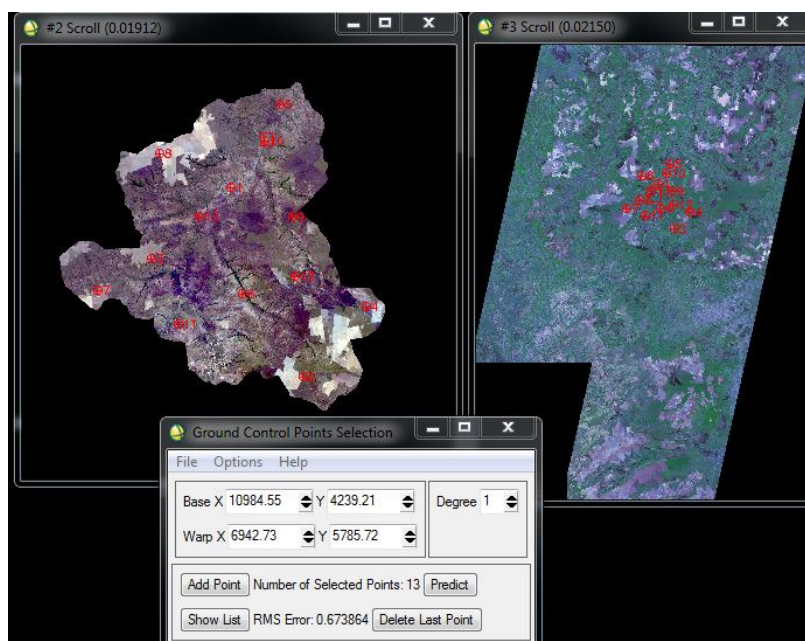 #2 Scroll (0.01912)
#3 Scroll (0.02150)
Ground Control Points Selection
File Options Help
Base X 10984.55 Y 4239.21 Degree 1
Warp X 6942.73 Y 5785.72
Add Point Number of Selected Points: 13 Predict
Show List RMS Error: 0.673864 Delete Last Point